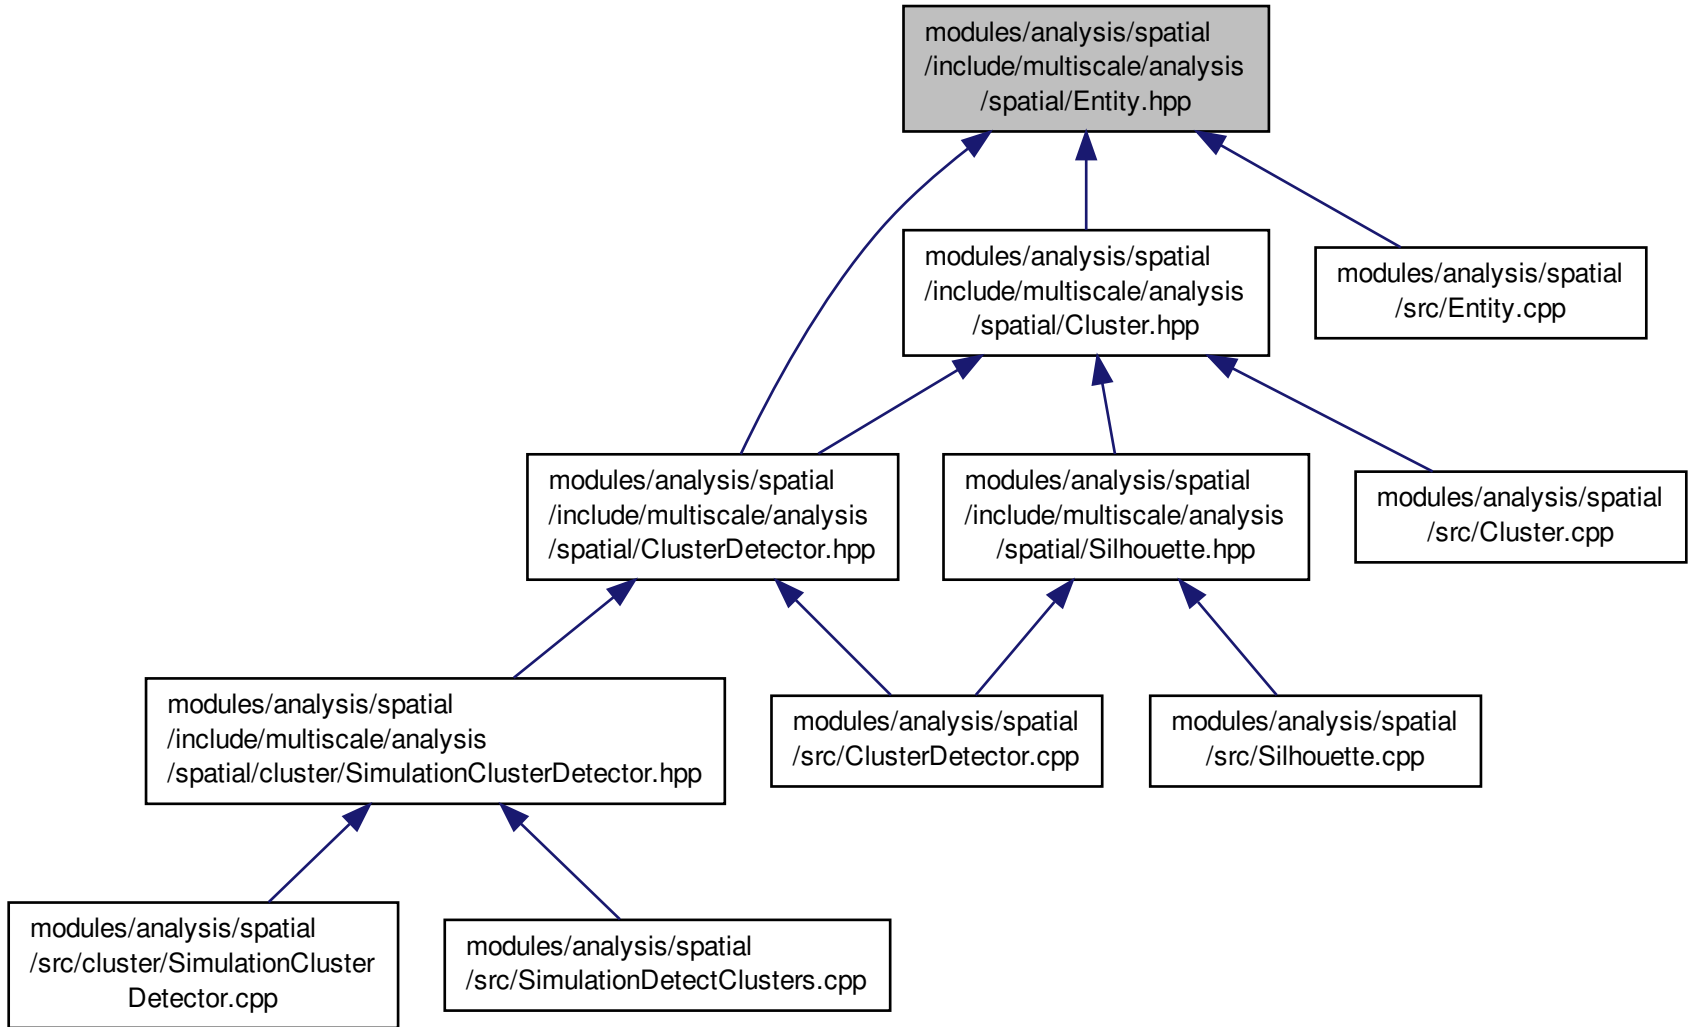 modules/analysis/spatial
/include/multiscale/analysis
/spatial/Entity.hpp
modules/analysis/spatial
/include/multiscale/analysis
/spatial/Cluster.hpp
modules/analysis/spatial
/src/Entity.cpp
modules/analysis/spatial
/include/multiscale/analysis
/spatial/ClusterDetector.hpp
modules/analysis/spatial
/include/multiscale/analysis
/spatial/Silhouette.hpp
modules/analysis/spatial
/src/Cluster.cpp
modules/analysis/spatial
/include/multiscale/analysis
/spatial/cluster/SimulationClusterDetector.hpp
modules/analysis/spatial
/src/ClusterDetector.cpp
modules/analysis/spatial
/src/Silhouette.cpp
modules/analysis/spatial
/src/cluster/SimulationCluster
Detector.cpp
modules/analysis/spatial
/src/SimulationDetectClusters.cpp